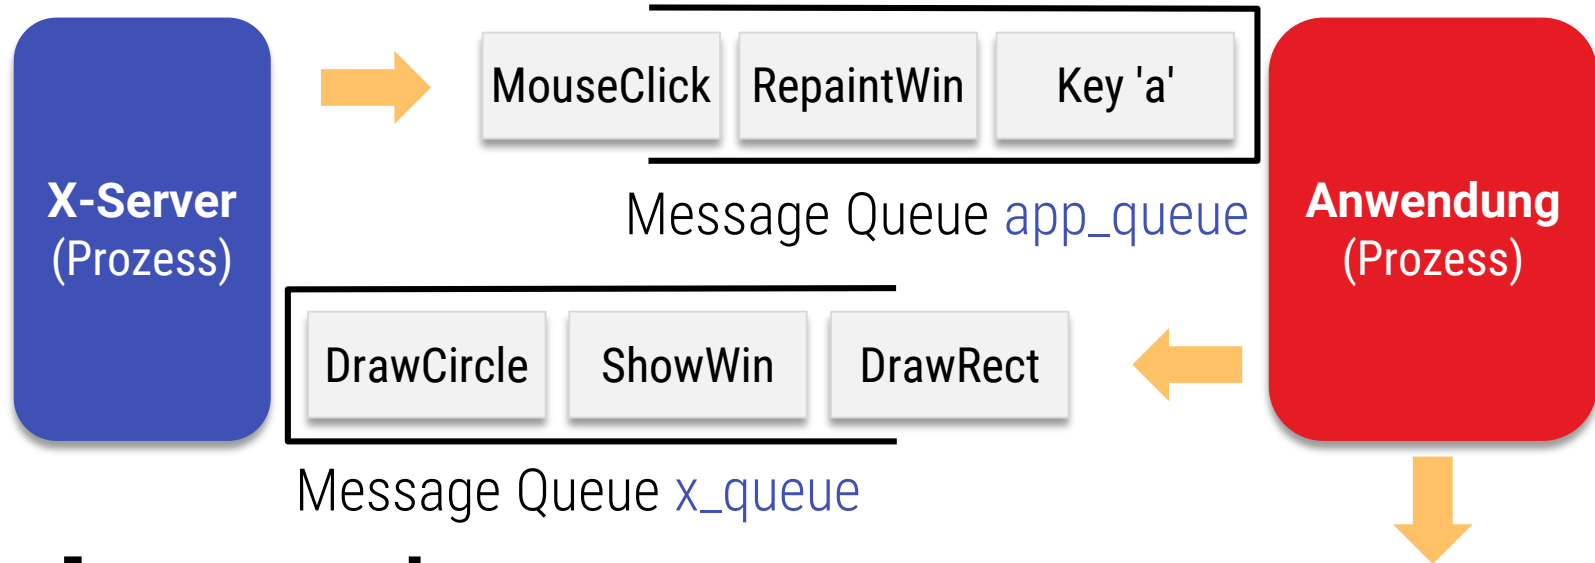 MouseClick RepaintWin Key 'a'
X-Server
(Prozess)
Message Queue app_queue
Anwendung
(Prozess)
DrawCircle ShowWin DrawRect
Message Queue x_queue